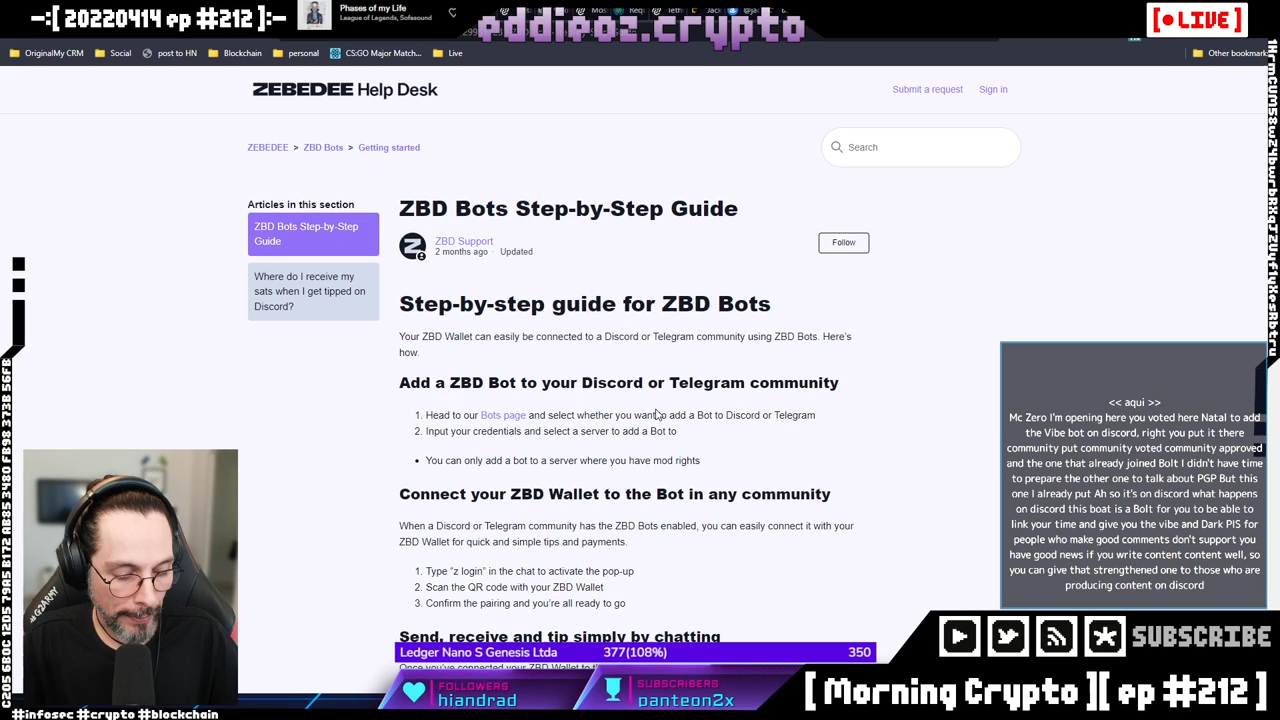 -:[ 20220414 ep #212 ]:-
Phases of my Life
League of Legends, Sofasound
eddieoz.crypto
[ LIVE ]
OriginalMy CRM
Social
post to HN
Blockchain
personal
CS:GO Major Match...
Live
Other bookmark
ZEBEDEE Help Desk
Submit a request
Sign in
ZEBEDEE > ZBD Bots > Getting started
Search
Articles in this section
ZBD Bots Step-by-Step
Guide
Where do I receive my
sats when I get tipped on
Discord?
ZBD Bots Step-by-Step Guide
ZBD Support
2 months ago · Updated
Follow
Step-by-step guide for ZBD Bots
Your ZBD Wallet can easily be connected to a Discord or Telegram community using ZBD Bots. Here's
how.
Add a ZBD Bot to your Discord or Telegram community
1. Head to our Bots page and select whether you want to add a Bot to Discord or Telegram
2. Input your credentials and select a server to add a Bot to
• You can only add a bot to a server where you have mod rights
Connect your ZBD Wallet to the Bot in any community
When a Discord or Telegram community has the ZBD Bots enabled, you can easily connect it with your
ZBD Wallet for quick and simple tips and payments.
1. Type “z login” in the chat to activate the pop-up
2. Scan the QR code with your ZBD Wallet
3. Confirm the pairing and you're all ready to go
Send, receive and tip simply by chatting
<< aqui >>
Mc Zero I'm opening here you voted here Natal to add
the Vibe bot on discord, right you put it there
community put community voted community approved
and the one that already joined Bolt I didn't have time
to prepare the other one to talk about PGP But this
one I already put Ah so it's on discord what happens
on discord this boat is a Bolt for you to be able to
link your time and give you the vibe and Dark PIS for
people who make good comments don't support you
have good news if you write content content well, so
you can give that strengthened one to those who are
producing content on discord
Ledger Nano S Genesis Ltda 377(108%) 350
FOLLOWERS
hiandrad
SUBSCRIBERS
panteon2x
SUBSCRIBE
[ Morning Crypto ][ ep #212 ]
#infosec #crypto #blockchain